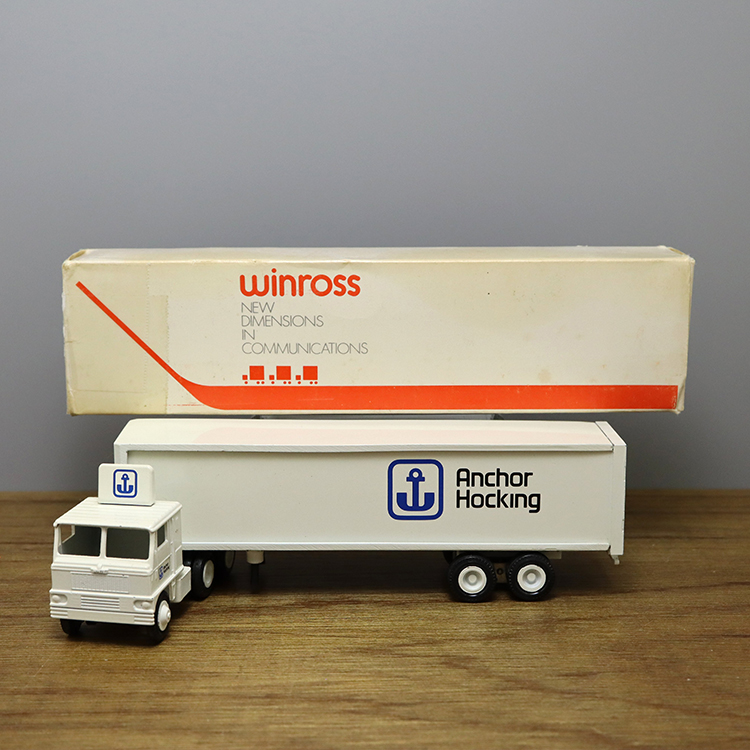 winross
NEW
DIMENSIONS
IN
COMMUNICATIONS
Anchor
Hocking